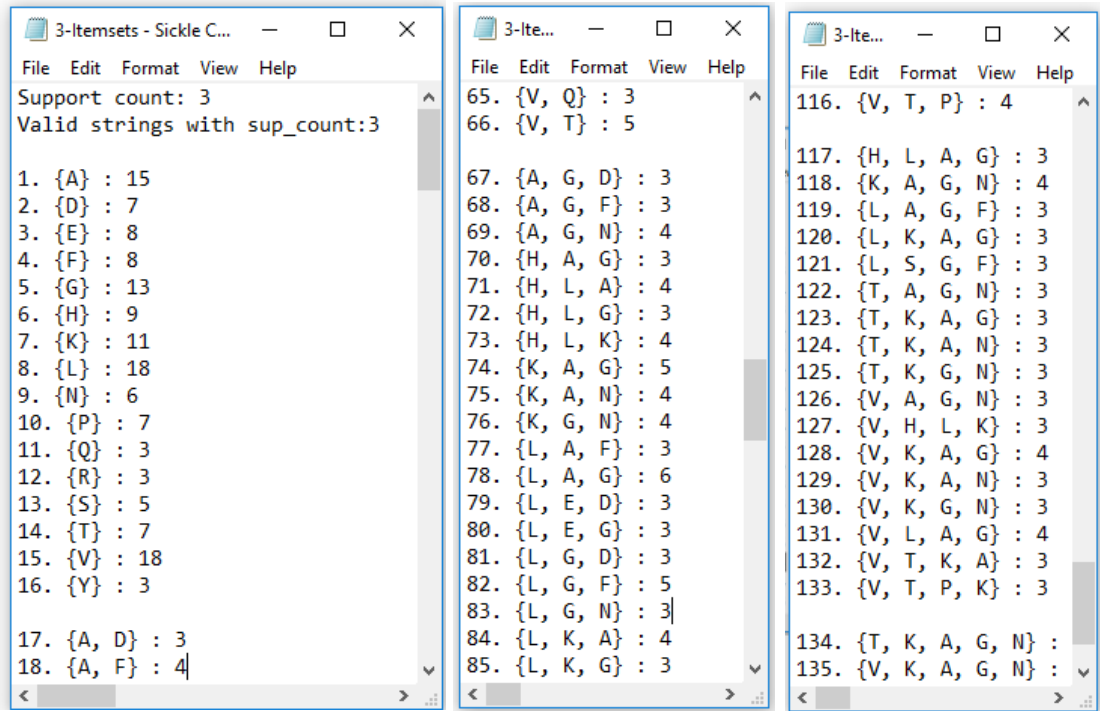 3-Itemsets - Sickle C...
File Edit Format View Help
Support count: 3
Valid strings with sup_count:3
1. {A} : 15
2. {D} : 7
3. {E} : 8
4. {F} : 8
5. {G} : 13
6. {H} : 9
7. {K} : 11
8. {L} : 18
9. {N} : 6
10. {P} : 7
11. {Q} : 3
12. {R} : 3
13. {S} : 5
14. {T} : 7
15. {V} : 18
16. {Y} : 3
17. {A, D} : 3
18. {A, F} : 4
3-Ite...
File Edit Format View Help
65. {V, Q} : 3
66. {V, T} : 5
67. {A, G, D} : 3
68. {A, G, F} : 3
69. {A, G, N} : 4
70. {H, A, G} : 3
71. {H, L, A} : 4
72. {H, L, G} : 3
73. {H, L, K} : 4
74. {K, A, G} : 5
75. {K, A, N} : 4
76. {K, G, N} : 4
77. {L, A, F} : 3
78. {L, A, G} : 6
79. {L, E, D} : 3
80. {L, E, G} : 3
81. {L, G, D} : 3
82. {L, G, F} : 5
83. {L, G, N} : 3
84. {L, K, A} : 4
85. {L, K, G} : 3
3-Ite...
File Edit Format View Help
116. {V, T, P} : 4
117. {H, L, A, G} : 3
118. {K, A, G, N} : 4
119. {L, A, G, F} : 3
120. {L, K, A, G} : 3
121. {L, S, G, F} : 3
122. {T, A, G, N} : 3
123. {T, K, A, G} : 3
124. {T, K, A, N} : 3
125. {T, K, G, N} : 3
126. {V, A, G, N} : 3
127. {V, H, L, K} : 3
128. {V, K, A, G} : 4
129. {V, K, A, N} : 3
130. {V, K, G, N} : 3
131. {V, L, A, G} : 4
132. {V, T, K, A} : 3
133. {V, T, P, K} : 3
134. {T, K, A, G, N} :
135. {V, K, A, G, N} :